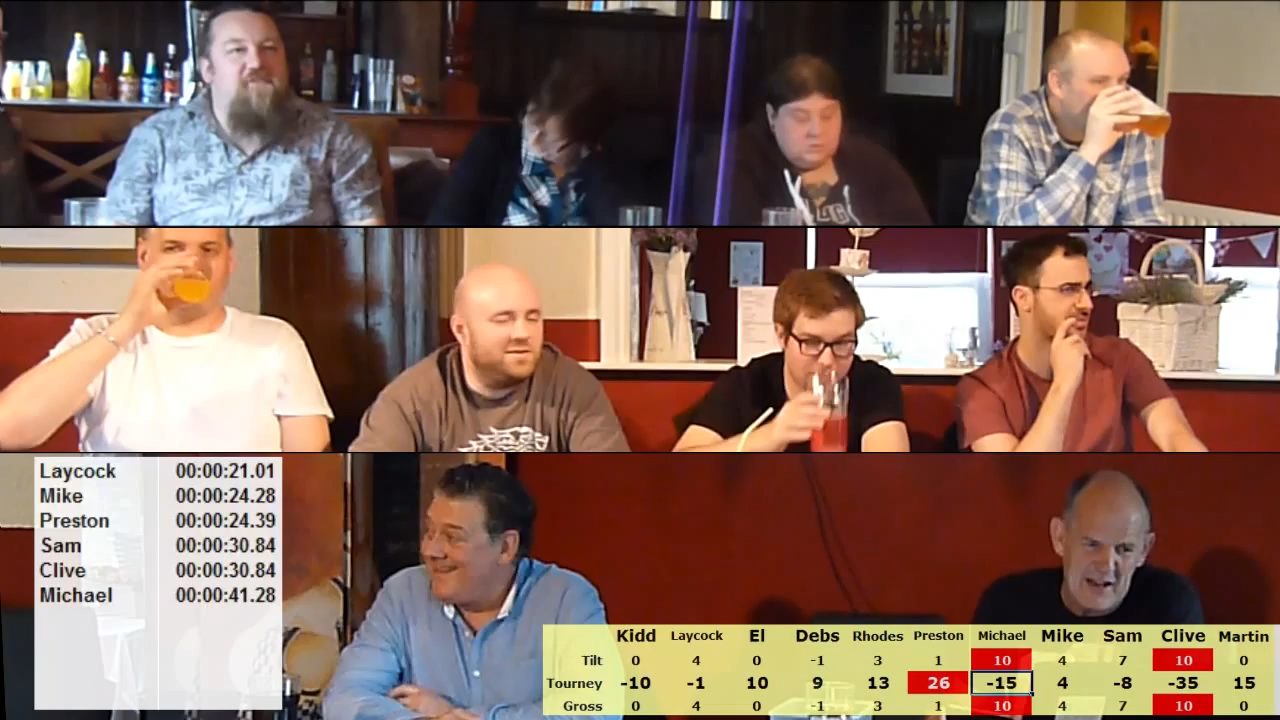 Laycock 00:00:21.01
Mike 00:00:24.28
Preston 00:00:24.39
Sam 00:00:30.84
Clive 00:00:30.84
Michael 00:00:41.28
Kidd Laycock El Debs Rhodes Preston Michael Mike Sam Clive Martin
Tilt 0 4 0 -1 3 1 10 4 7 10 0
Tourney -10 -1 10 9 13 26 -15 4 -8 -35 15
Gross 0 4 0 -1 3 1 10 4 7 10 0